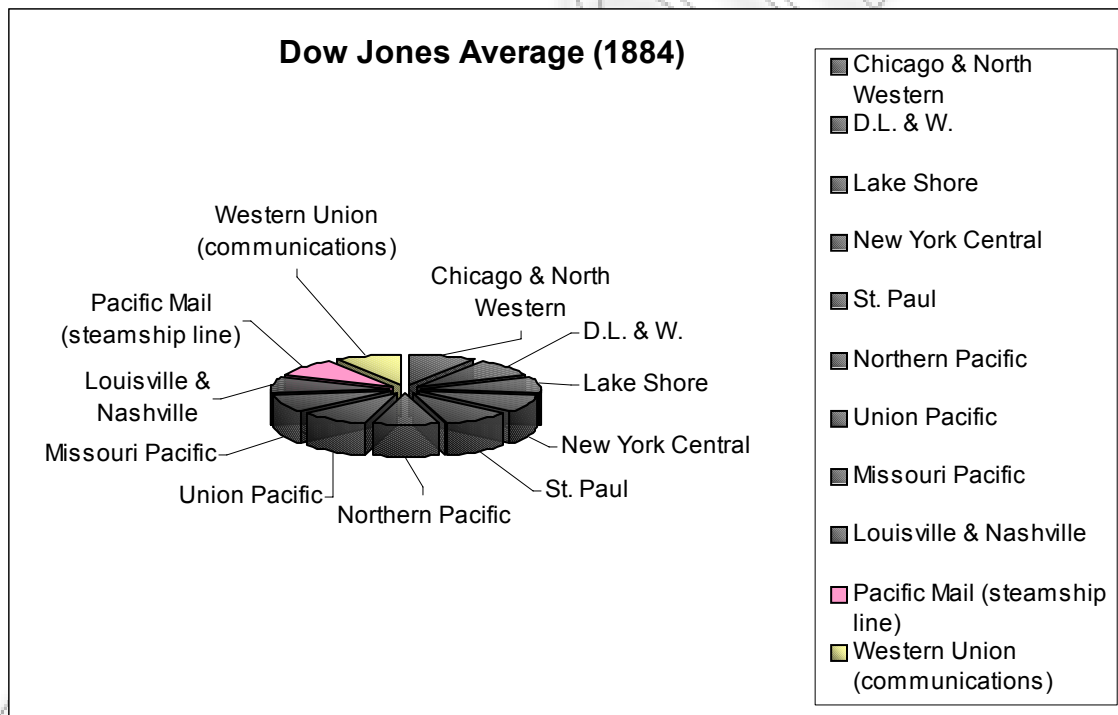 Dow Jones Average (1884)
Western Union
(communications)
Chicago & North
Western
Pacific Mail
(steamship line)
D.L. & W.
Louisville &
Nashville
Lake Shore
Missouri Pacific
New York Central
Union Pacific
St. Paul
Northern Pacific
Chicago & North
Western
D.L. & W.
Lake Shore
New York Central
St. Paul
Northern Pacific
Union Pacific
Missouri Pacific
Louisville & Nashville
Pacific Mail (steamship
line)
Western Union
(communications)